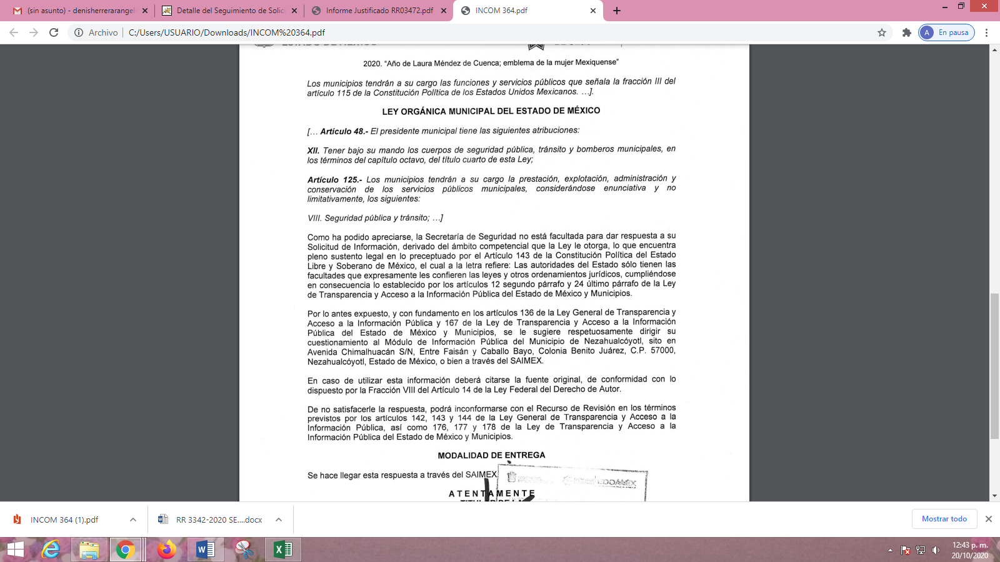 (sin asunto) - denisherrerarangel
Detalle del Seguimiento de Solici
Informe Justificado RR03472.pdf
INCOM 364.pdf
Archivo
C:/Users/USUARIO/Downloads/INCOM%20364.pdf
A
En pausa
2020. “Año de Laura Méndez de Cuenca; emblema de la mujer Mexiquense”
Los municipios tendrán a su cargo las funciones y servicios públicos que señala la fracción III del
artículo 115 de la Constitución Política de los Estados Unidos Mexicanos. …].
LEY ORGÁNICA MUNICIPAL DEL ESTADO DE MÉXICO
[… Artículo 48.- El presidente municipal tiene las siguientes atribuciones:
XII. Tener bajo su mando los cuerpos de seguridad pública, tránsito y bomberos municipales, en
los términos del capítulo octavo, del título cuarto de esta Ley;
Artículo 125.- Los municipios tendrán a su cargo la prestación, explotación, administración y
conservación de los servicios públicos municipales, considerándose enunciativa y no
limitativamente, los siguientes:
VIII. Seguridad pública y tránsito; …]
Como ha podido apreciarse, la Secretaría de Seguridad no está facultada para dar respuesta a su
Solicitud de Información, derivado del ámbito competencial que la Ley le otorga, lo que encuentra
pleno sustento legal en lo preceptuado por el Artículo 143 de la Constitución Política del Estado
Libre y Soberano de México, el cual a la letra refiere: Las autoridades del Estado sólo tienen las
facultades que expresamente les confieren las leyes y otros ordenamientos jurídicos, cumpliéndose
en consecuencia lo establecido por los artículos 12 segundo párrafo y 24 último párrafo de la Ley
de Transparencia y Acceso a la Información Pública del Estado de México y Municipios.
Por lo antes expuesto, y con fundamento en los artículos 136 de la Ley General de Transparencia y
Acceso a la Información Pública y 167 de la Ley de Transparencia y Acceso a la Información
Pública del Estado de México y Municipios, se le sugiere respetuosamente dirigir su
cuestionamiento al Módulo de Información Pública del Municipio de Nezahualcóyotl, sito en
Avenida Chimalhuacán S/N, Entre Faisán y Caballo Bayo, Colonia Benito Juárez, C.P. 57000,
Nezahualcóyotl, Estado de México, o bien a través del SAIMEX.
En caso de utilizar esta información deberá citarse la fuente original, de conformidad con lo
dispuesto por la Fracción VIII del Artículo 14 de la Ley Federal del Derecho de Autor.
De no satisfacerle la respuesta, podrá inconformarse con el Recurso de Revisión en los términos
previstos por los artículos 142, 143 y 144 de la Ley General de Transparencia y Acceso a la
Información Pública, así como 176, 177 y 178 de la Ley de Transparencia y Acceso a la
Información Pública del Estado de México y Municipios.
MODALIDAD DE ENTREGA
Se hace llegar esta respuesta a través del SAIMEX.
EDOMÉX
ATENTAMENTE
INCOM 364 (1).pdf
RR 3342-2020 SE....docx
Mostrar todo
12:43 p. m.
20/10/2020